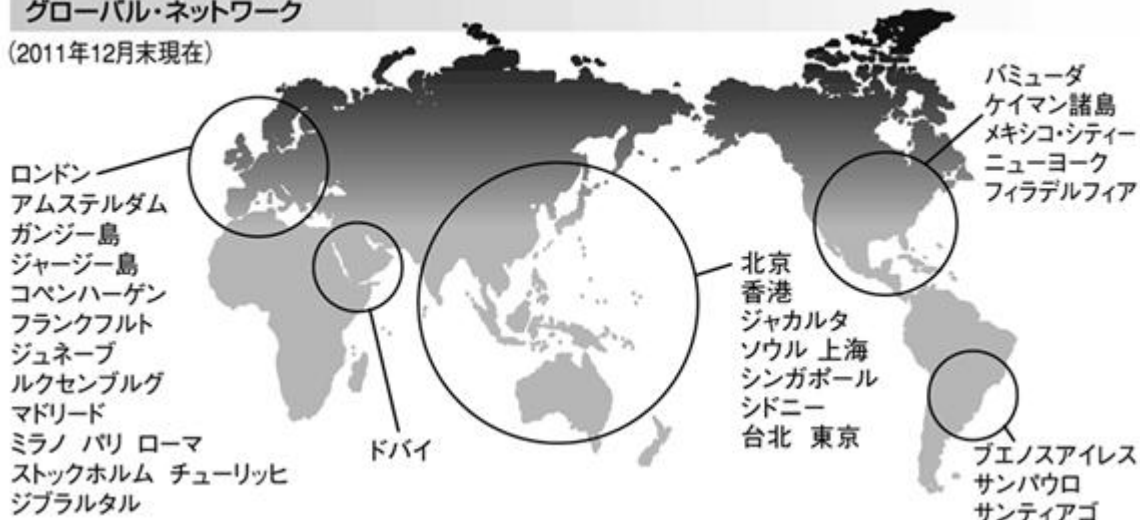 グローバル・ネットワーク
(2011年12月末現在)
ロンドン
アムステルダム
ガンジー島
ジャージー島
コペンハーゲン
フランクフルト
ジュネーブ
ルクセンブルグ
マドリード
ミラノ パリ ローマ
ストックホルム チューリッヒ
ジブラルタル
ドバイ
北京
香港
ジャカルタ
ソウル 上海
シンガポール
シドニー
台北 東京
バミューダ
ケイマン諸島
メキシコ・シティー
ニューヨーク
フィラデルフィア
ブエノスアイレス
サンパウロ
サンティアゴ